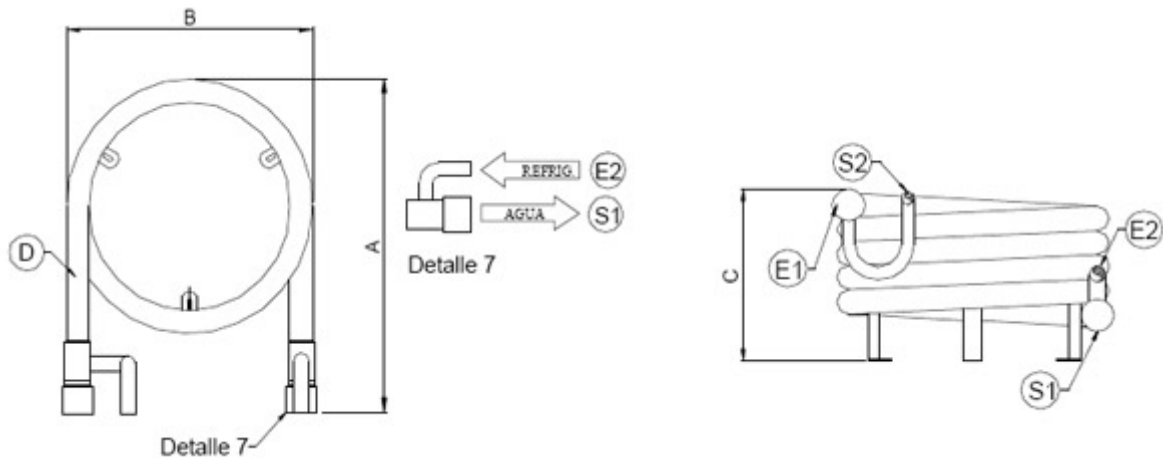 B
D
A
REFRIG.
E2
AGUA
S1
Detalle 7
Detalle 7
S2
E1
C
E2
S1